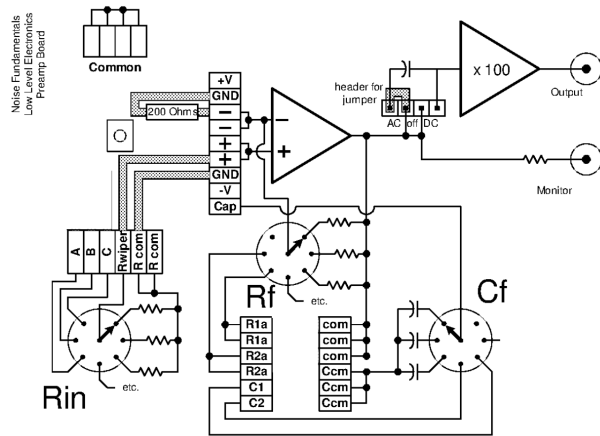 Noise Fundamentals
Low Level Electronics
Preamp Board
Common
+V
GND
200 Ohms
−
−
+
+
GND
-V
Cap
−
+
header for
jumper
AC off DC
x 100
Output
Monitor
A
B
C
Rwiper
R com
R com
etc.
Rin
etc.
Rf
R1a
R1a
R2a
R2a
C1
C2
com
com
com
Ccm
Ccm
Ccm
Cf